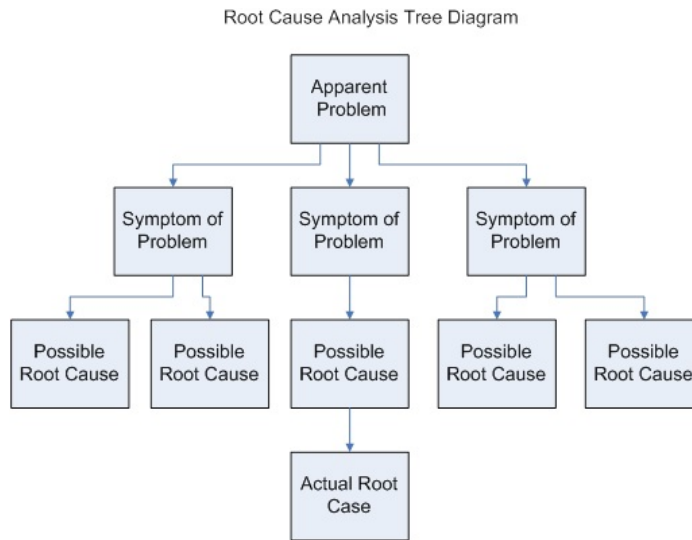 Root Cause Analysis Tree Diagram
Apparent
Problem
Symptom of
Problem
Symptom of
Problem
Symptom of
Problem
Possible
Root Cause
Possible
Root Cause
Possible
Root Cause
Possible
Root Cause
Possible
Root Cause
Actual Root
Case